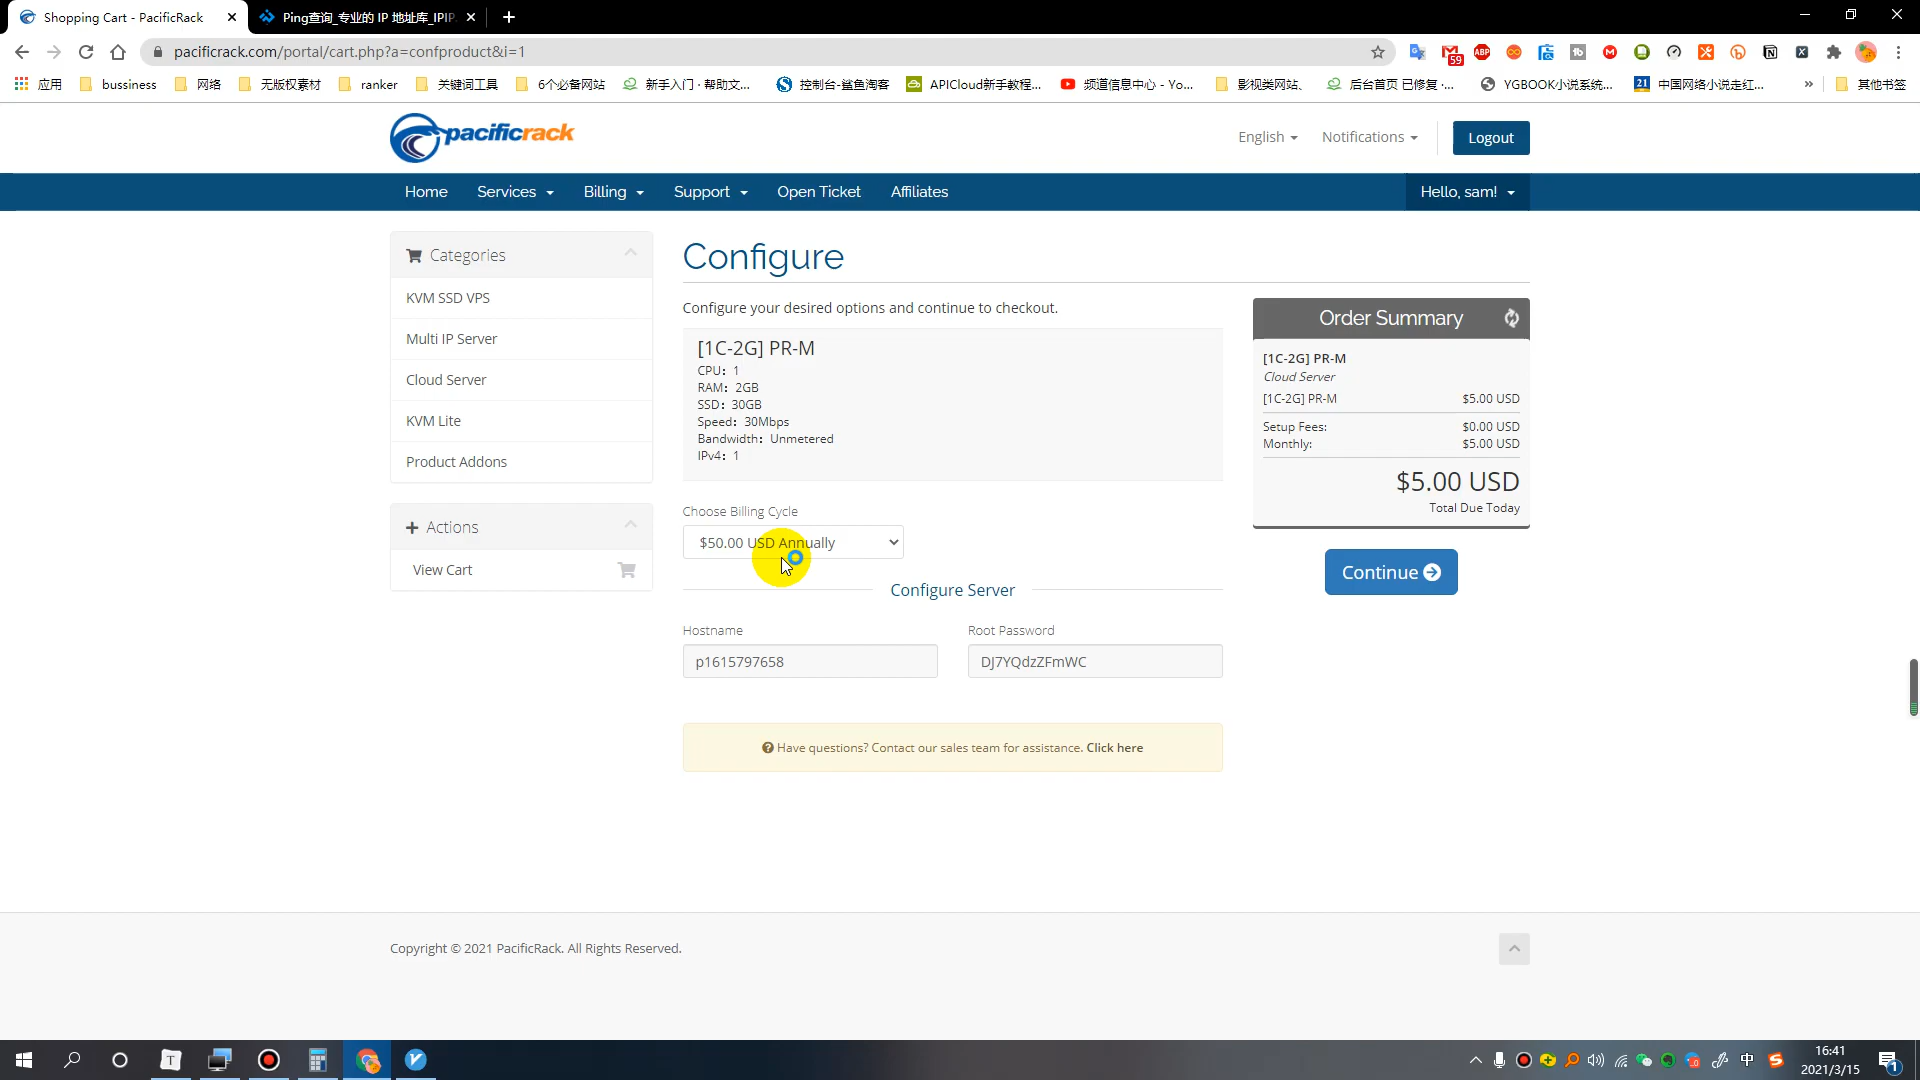 Shopping Cart - PacificRack
Ping查询_专业的 IP 地址库_IPIP
pacificrack.com/portal/cart.php?a=confproduct&i=1
59
ABP
应用
bussiness
网络
无版权素材
ranker
关键词工具
6个必备网站
新手入门 · 帮助文...
控制台-鲨鱼淘客
APICloud新手教程...
频道信息中心 - Yo...
影视类网站、
后台首页 已修复 ·...
YGBOOK小说系统...
21
中国网络小说走红...
»
其他书签
pacificrack
English
Notifications
Logout
Home
Services
Billing
Support
Open Ticket
Affiliates
Hello, sam!
Categories
KVM SSD VPS
Multi IP Server
Cloud Server
KVM Lite
Product Addons
Actions
View Cart
Configure
Configure your desired options and continue to checkout.
[1C-2G] PR-M
CPU: 1
RAM: 2GB
SSD: 30GB
Speed: 30Mbps
Bandwidth: Unmetered
IPv4: 1
Choose Billing Cycle
$50.00 USD Annually
Configure Server
Hostname
Root Password
p1615797658
DJ7YQdzZFmWC
Have questions? Contact our sales team for assistance. Click here
Order Summary
[1C-2G] PR-M
Cloud Server
[1C-2G] PR-M $5.00 USD
Setup Fees: $0.00 USD
Monthly: $5.00 USD
$5.00 USD
Total Due Today
Continue
Copyright © 2021 PacificRack. All Rights Reserved.
中
16:41
2021/3/15
1